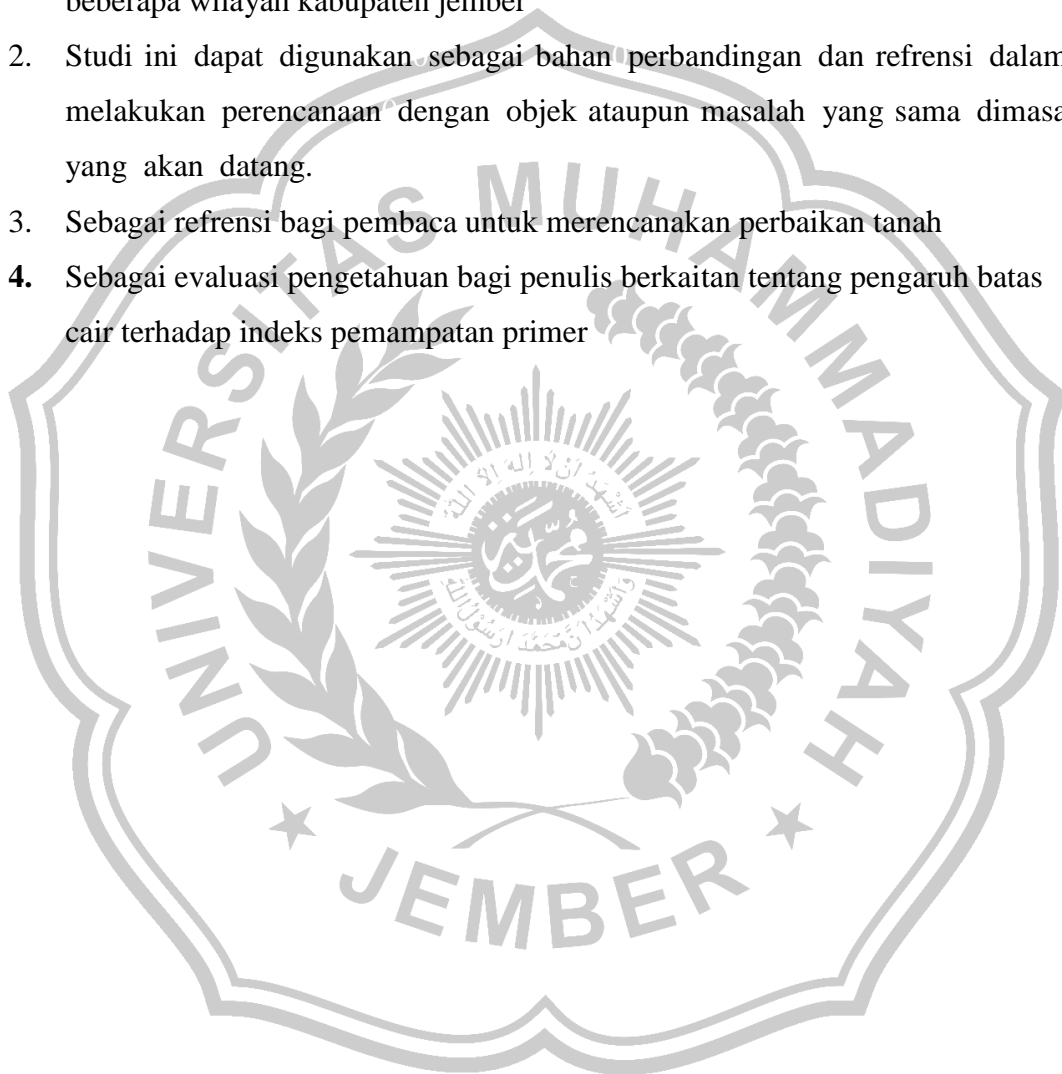 beberapa wilayah kabupaten jember
2. Studi ini dapat digunakan sebagai bahan perbandingan dan refrensi dalam
melakukan perencanaan dengan objek ataupun masalah yang sama dimasa
yang akan datang.
3. Sebagai refrensi bagi pembaca untuk merencanakan perbaikan tanah
4. Sebagai evaluasi pengetahuan bagi penulis berkaitan tentang pengaruh batas
cair terhadap indeks pemampatan primer
UNIVERSITAS MUHAMMADIYAH
JEMBER